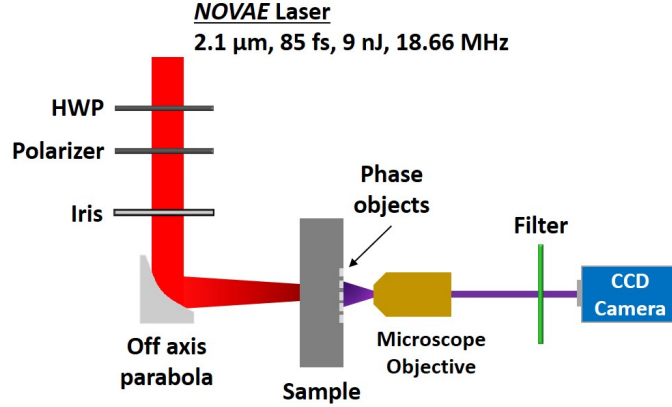 NOVAE Laser
2.1 µm, 85 fs, 9 nJ, 18.66 MHz
HWP
Polarizer
Iris
Phase
objects
Filter
CCD
Camera
Off axis
parabola
Sample
Microscope
Objective